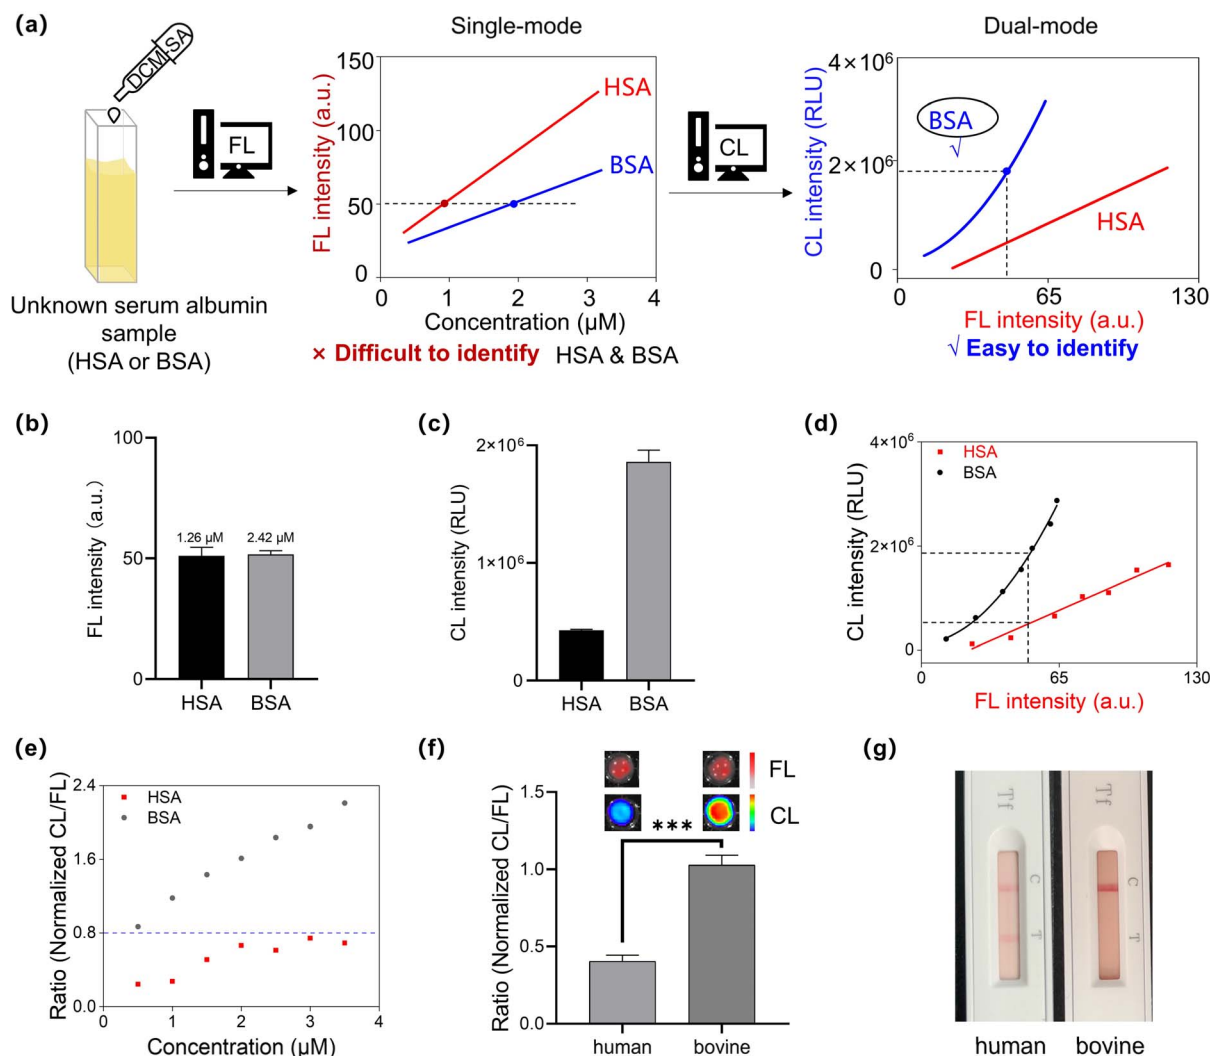 (a)
DCM-SA
Unknown serum albumin
sample
(HSA or BSA)
FL
Single-mode
FL intensity (a.u.)
150
100
50
0
HSA
BSA
0 1 2 3 4
Concentration (μM)
× Difficult to identify HSA & BSA
CL
Dual-mode
CL intensity (RLU)
4×10⁶
2×10⁶
0
BSA
√
HSA
0 65 130
FL intensity (a.u.)
√ Easy to identify
(b)
FL intensity (a.u.)
100
50
0
1.26 μM 2.42 μM
HSA BSA
(c)
CL intensity (RLU)
2×10⁶
1×10⁶
0
HSA BSA
(d)
CL intensity (RLU)
4×10⁶
2×10⁶
0
HSA
BSA
0 65 130
FL intensity (a.u.)
(e)
Ratio (Normalized CL/FL)
2.4
1.6
0.8
0.0
HSA
BSA
0 1 2 3 4
Concentration (μM)
(f)
Ratio (Normalized CL/FL)
1.5
1.0
0.5
0.0
FL
CL
***
human bovine
(g)
Tf
C
T
Tf
C
T
human bovine